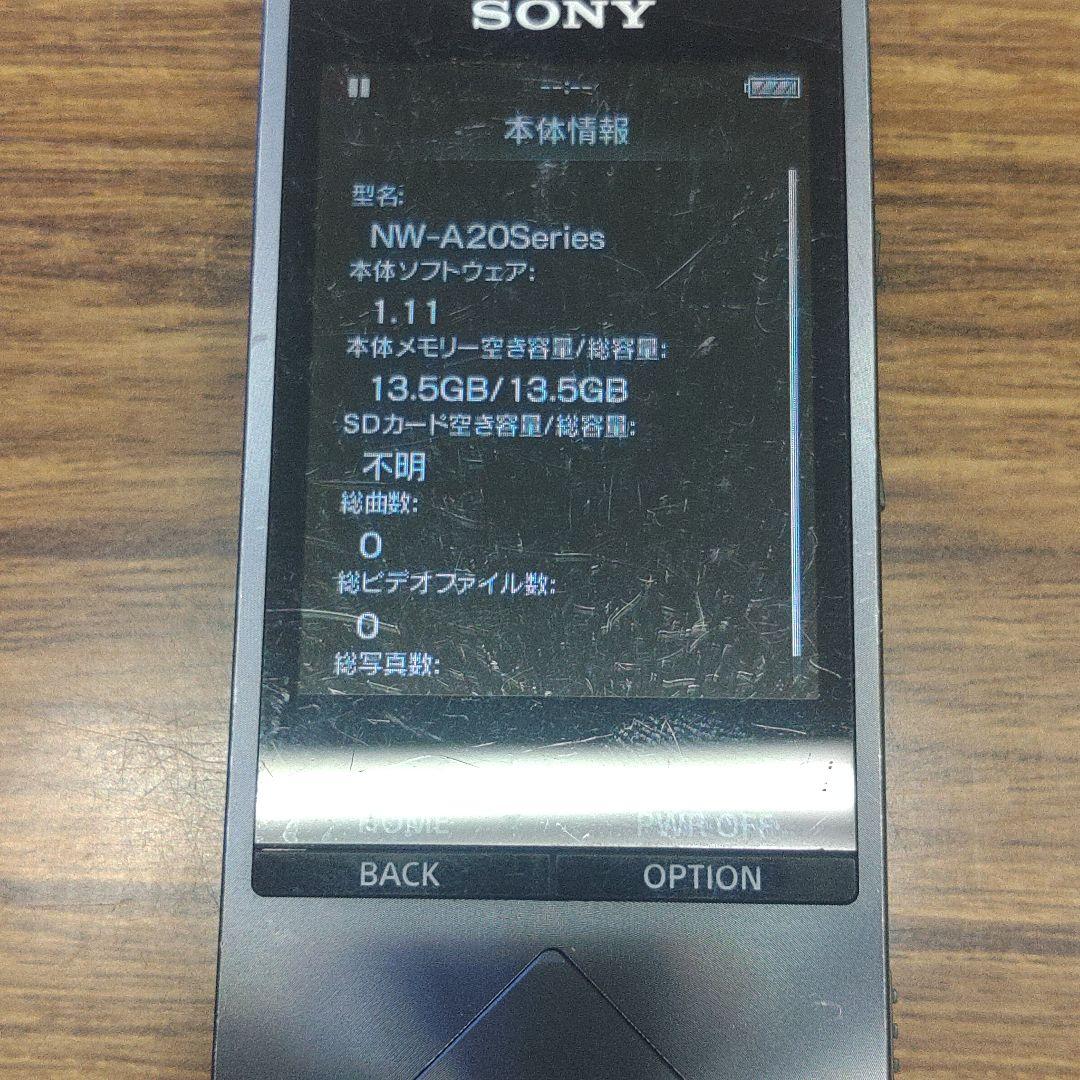 SONY
--:--
本体情報
型名:
NW-A20Series
本体ソフトウェア:
1.11
本体メモリー空き容量/総容量:
13.5GB/13.5GB
SDカード空き容量/総容量:
不明
総曲数:
0
総ビデオファイル数:
0
総写真数:
HOME PWR OFF
BACK OPTION